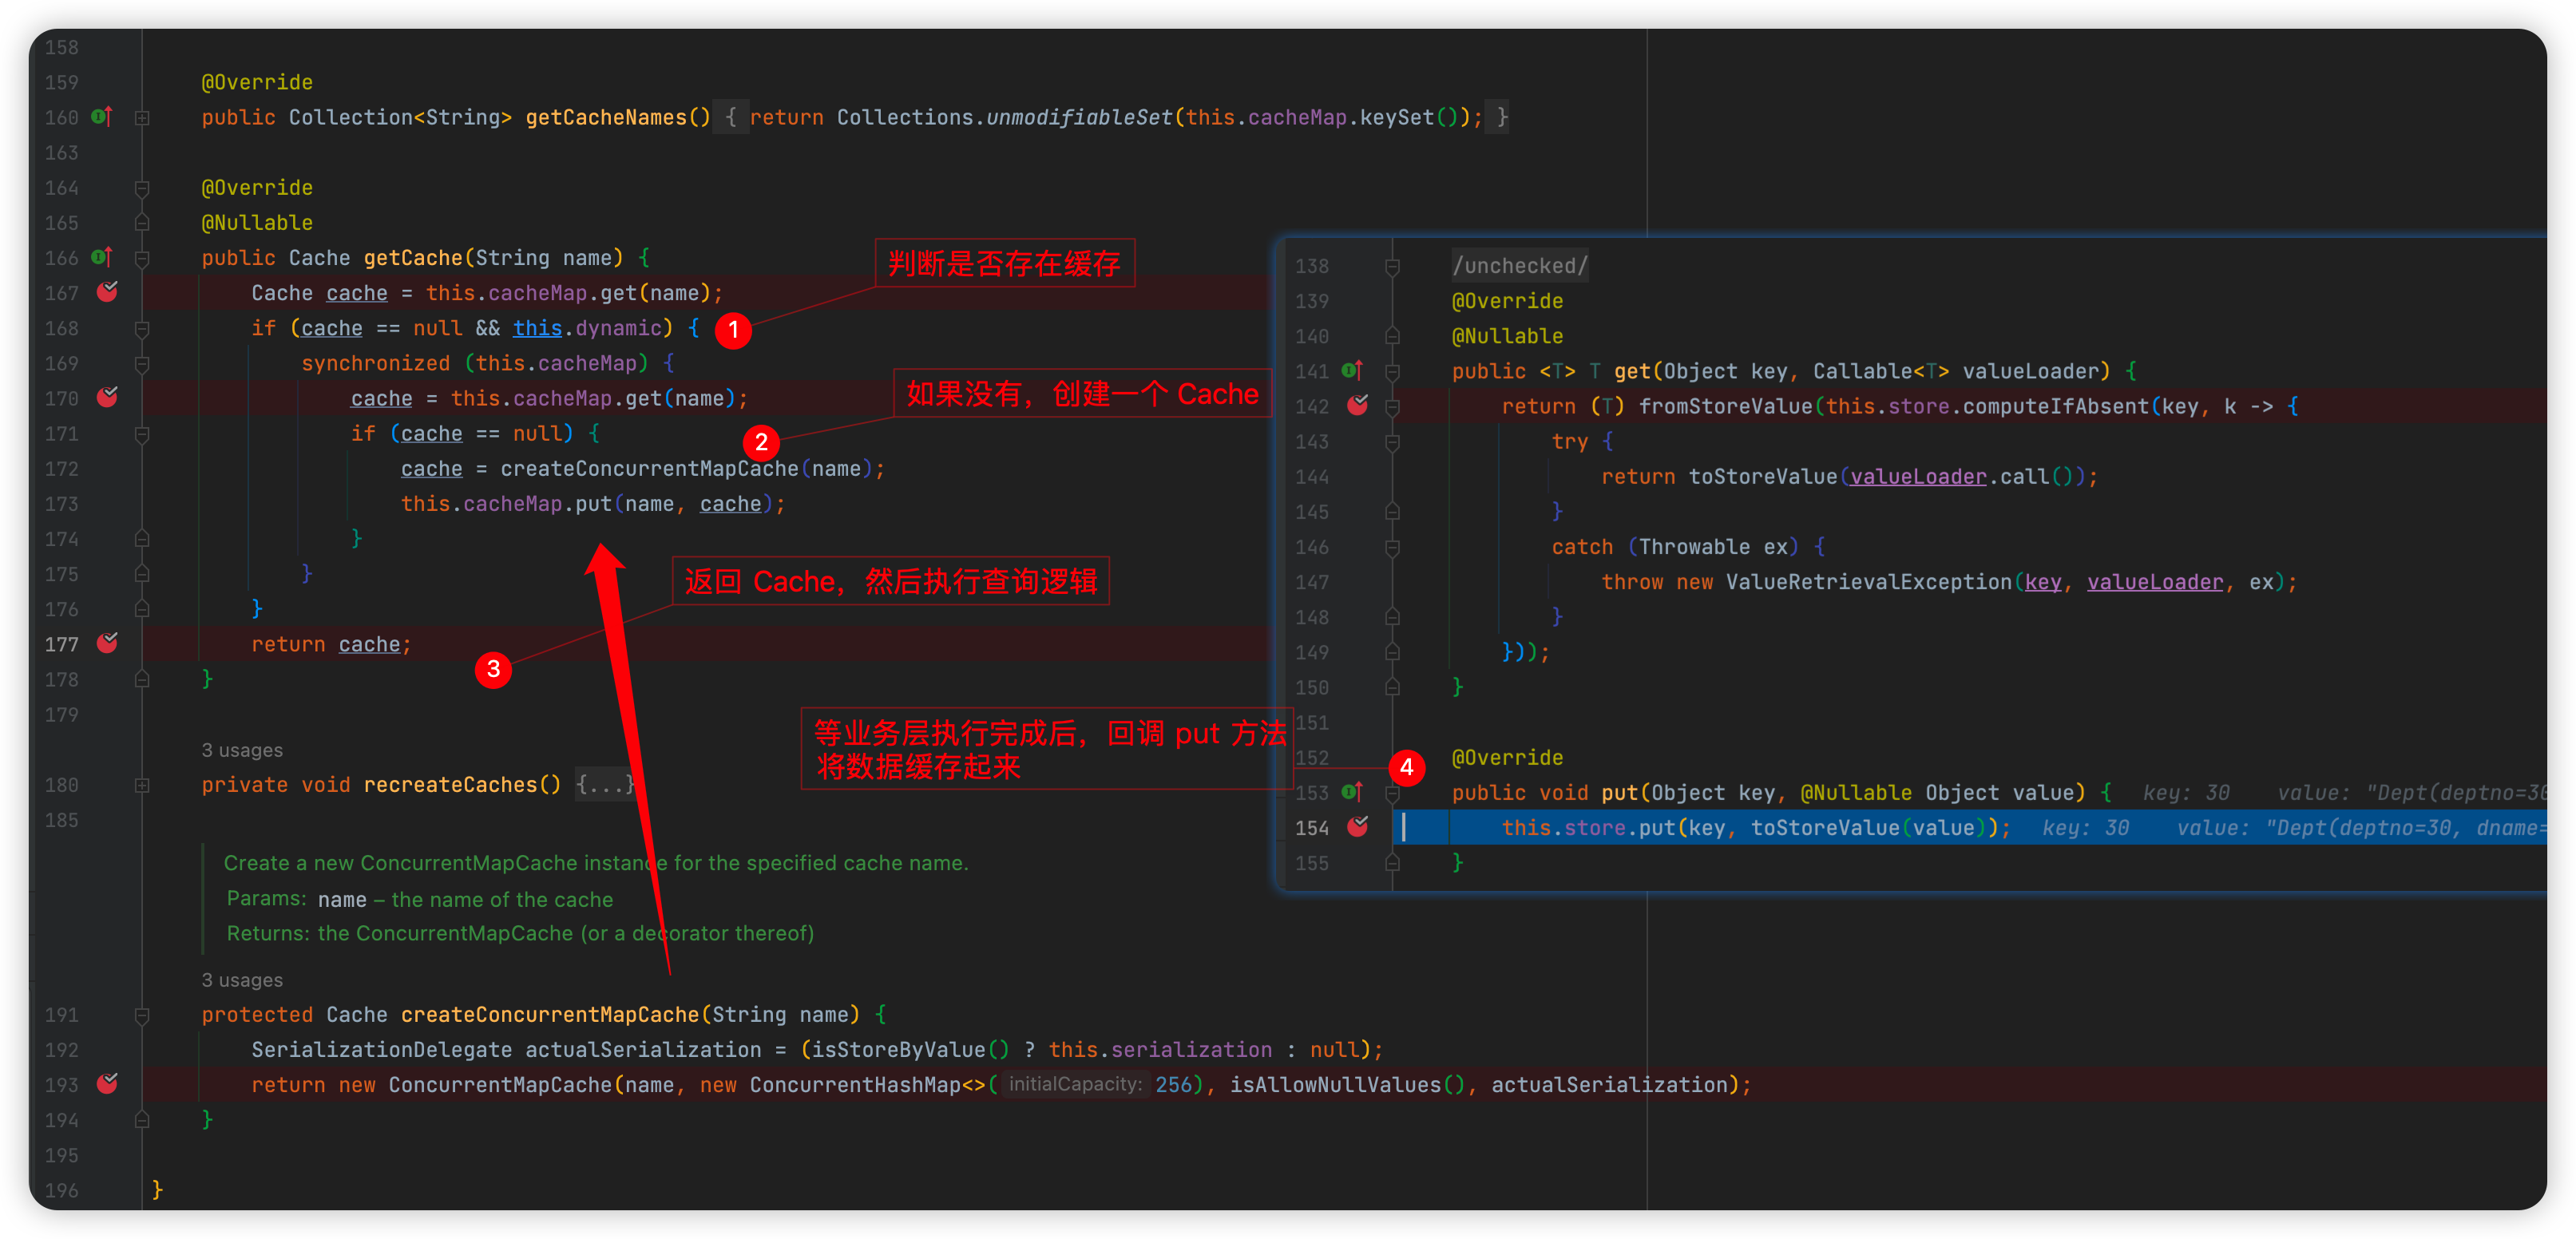 158
159 @Override
160 public Collection<String> getCacheNames() { return Collections.unmodifiableSet(this.cacheMap.keySet()); }
163
164 @Override
165 @Nullable
166 public Cache getCache(String name) {
167 Cache cache = this.cacheMap.get(name);
168 if (cache == null && this.dynamic) {
169 synchronized (this.cacheMap) {
170 cache = this.cacheMap.get(name);
171 if (cache == null) {
172 cache = createConcurrentMapCache(name);
173 this.cacheMap.put(name, cache);
174 }
175 }
176 }
177 return cache;
178 }
179
3 usages
180 private void recreateCaches() {...}
185
Create a new ConcurrentMapCache instance for the specified cache name.
Params: name – the name of the cache
Returns: the ConcurrentMapCache (or a decorator thereof)
3 usages
191 protected Cache createConcurrentMapCache(String name) {
192 SerializationDelegate actualSerialization = (isStoreByValue() ? this.serialization : null);
193 return new ConcurrentMapCache(name, new ConcurrentHashMap<>( initialCapacity: 256), isAllowNullValues(), actualSerialization);
194 }
195
196 }
判断是否存在缓存
1
如果没有，创建一个 Cache
2
返回 Cache，然后执行查询逻辑
3
等业务层执行完成后，回调 put 方法
将数据缓存起来
4
138 /unchecked/
139 @Override
140 @Nullable
141 public <T> T get(Object key, Callable<T> valueLoader) {
142 return (T) fromStoreValue(this.store.computeIfAbsent(key, k -> {
143 try {
144 return toStoreValue(valueLoader.call());
145 }
146 catch (Throwable ex) {
147 throw new ValueRetrievalException(key, valueLoader, ex);
148 }
149 }));
150 }
151
152 @Override
153 public void put(Object key, @Nullable Object value) { key: 30 value: "Dept(deptno=30
154 this.store.put(key, toStoreValue(value)); key: 30 value: "Dept(deptno=30, dname=
155 }